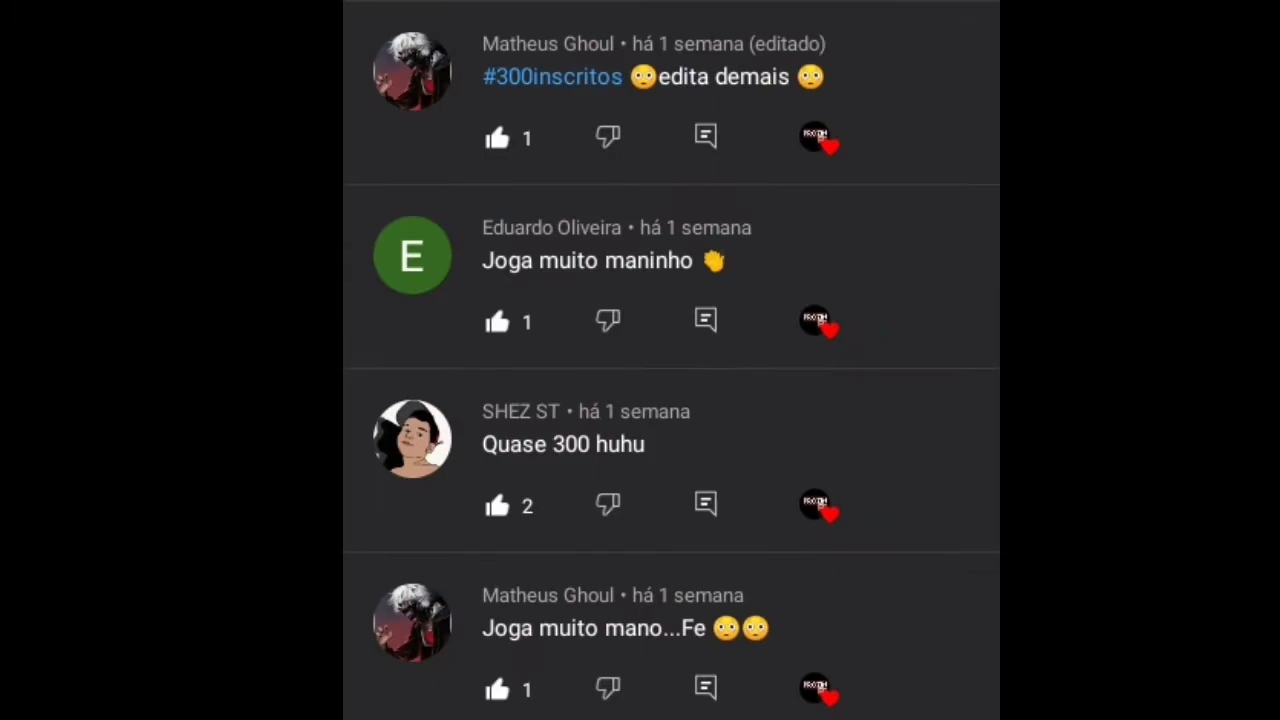 Matheus Ghoul • há 1 semana (editado)
#300inscritos 😳edita demais 😳
1
E
Eduardo Oliveira • há 1 semana
Joga muito maninho 👏
1
SHEZ ST • há 1 semana
Quase 300 huhu
2
Matheus Ghoul • há 1 semana
Joga muito mano...Fe 😳😳
1